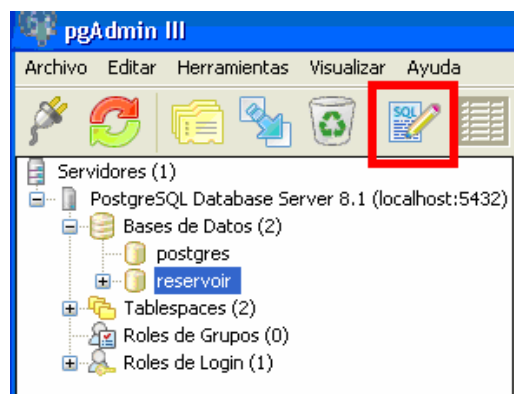 pgAdmin III
Archivo Editar Herramientas Visualizar Ayuda
SQL
Servidores (1)
PostgreSQL Database Server 8.1 (localhost:5432)
Bases de Datos (2)
postgres
reservoir
Tablespaces (2)
Roles de Grupos (0)
Roles de Login (1)